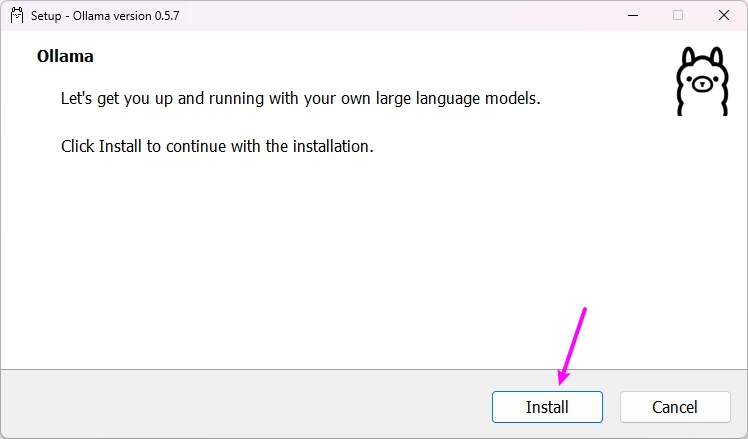 Setup - Ollama version 0.5.7
Ollama
Let's get you up and running with your own large language models.
Click Install to continue with the installation.
Install
Cancel